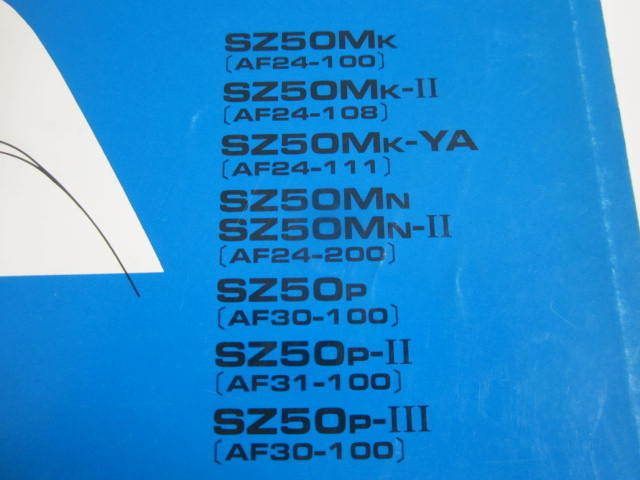 SZ50MK
[AF24-100]
SZ50MK-II
[AF24-108]
SZ50MK-YA
[AF24-111]
SZ50MN
SZ50MN-II
[AF24-200]
SZ50P
[AF30-100]
SZ50P-II
[AF31-100]
SZ50P-III
[AF30-100]